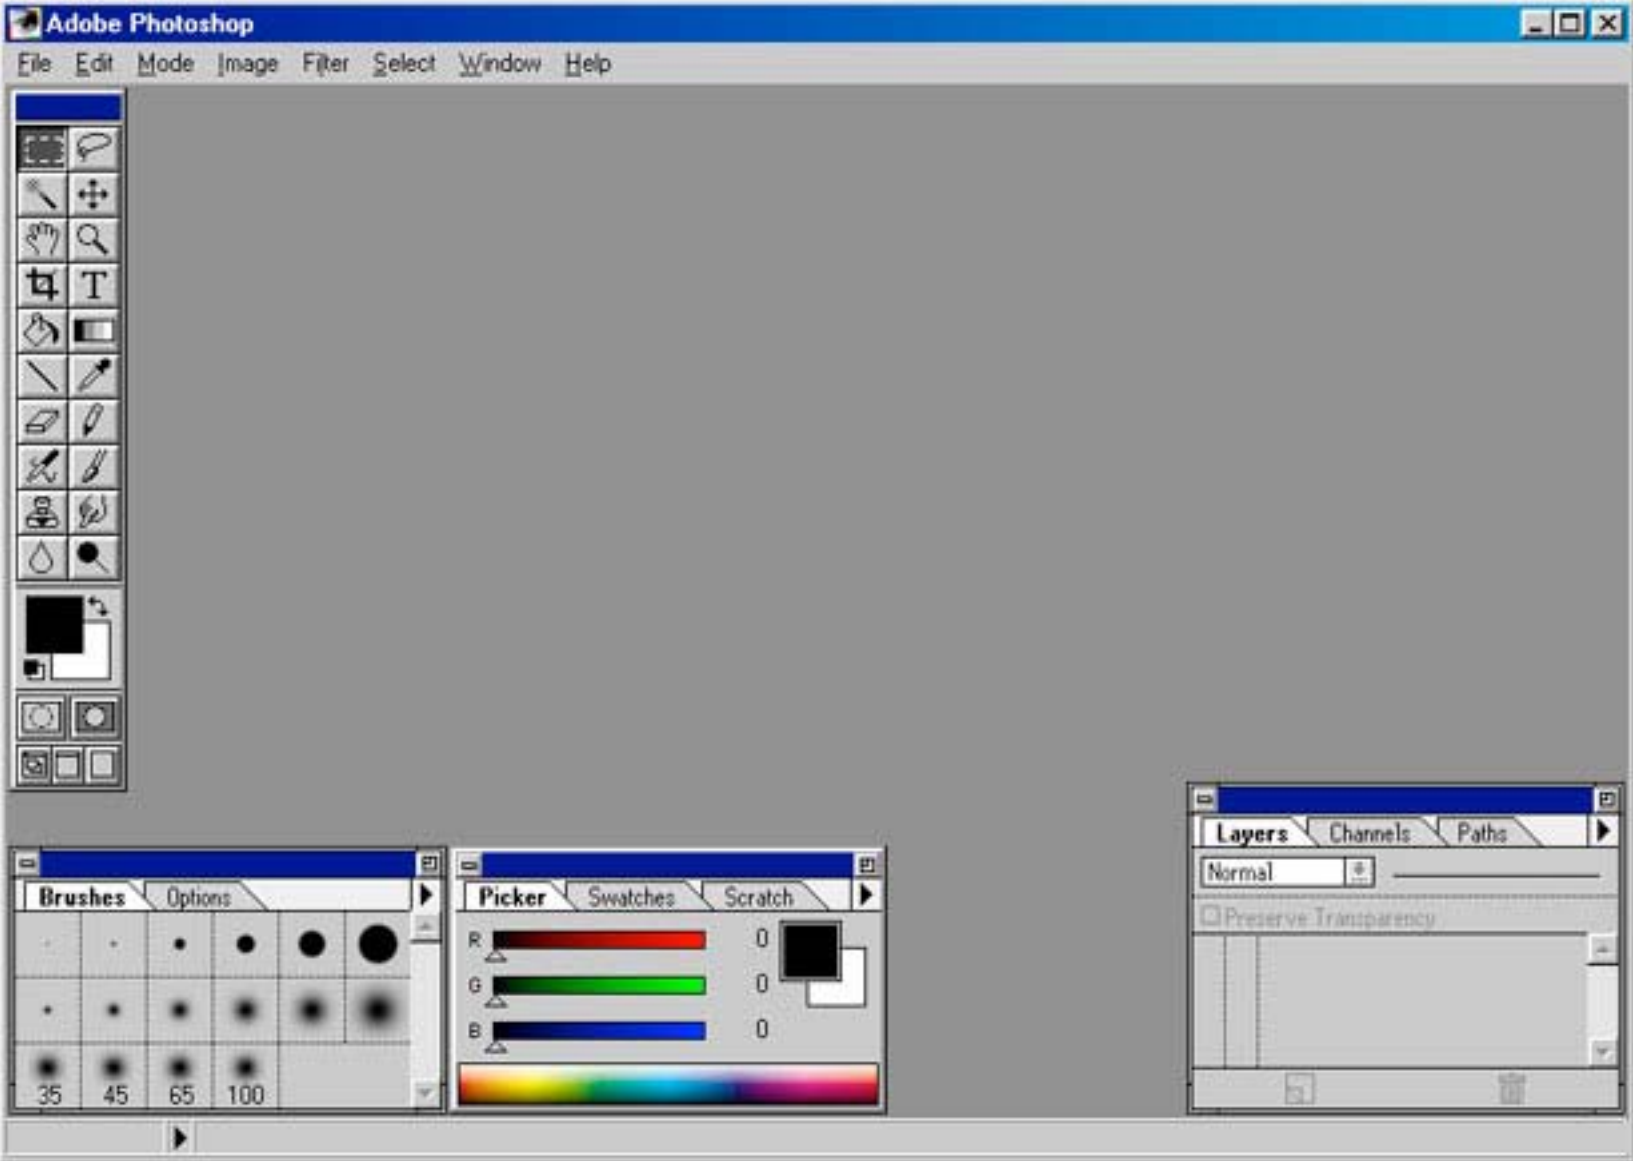 Adobe Photoshop
File Edit Mode Image Filter Select Window Help
T
Layers Channels Paths
Normal
Preserve Transparency
Brushes Options
35 45 65 100
Picker Swatches Scratch
R 0
G 0
B 0